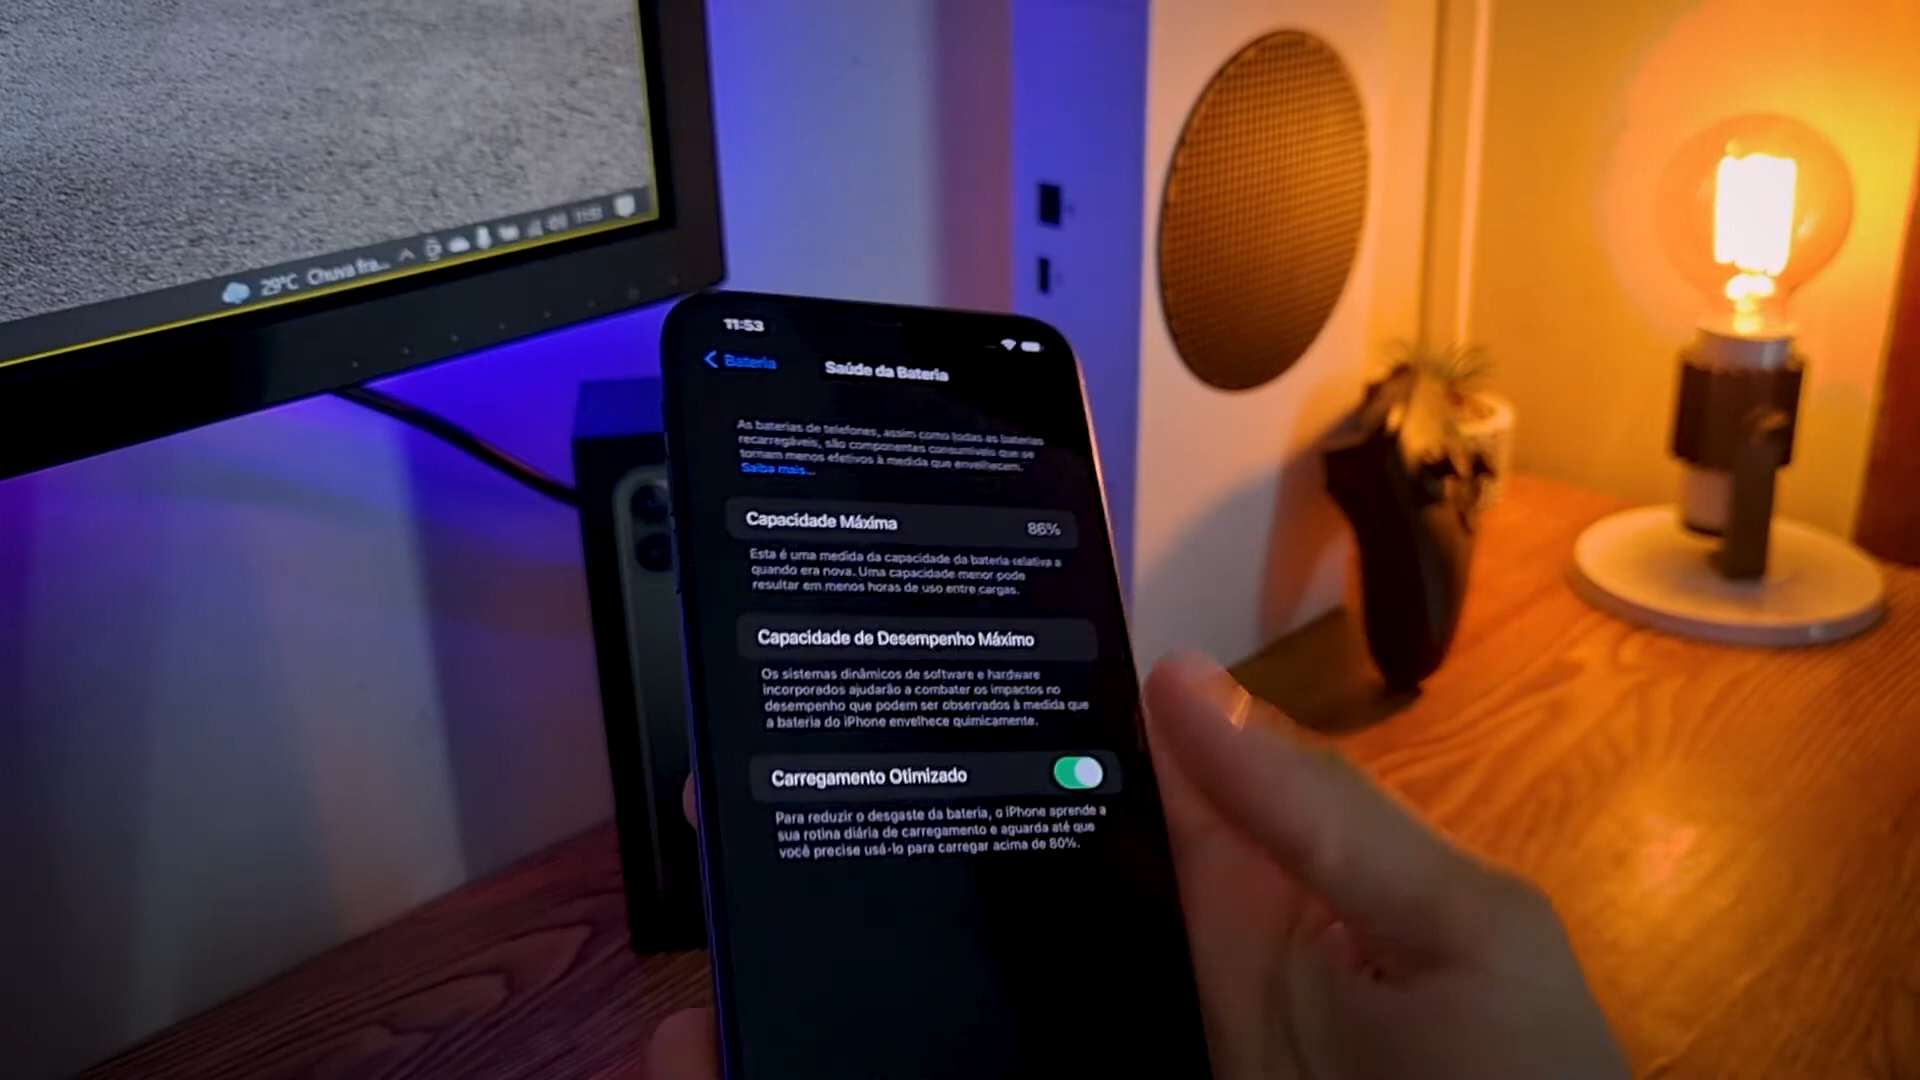 29°C Chuva fra...
11:53
Bateria
Saúde da Bateria
As baterias de telefones, assim como todas as baterias
recarregáveis, são componentes consumíveis que se
tornam menos efetivos à medida que envelhecem.
Saiba mais...
Capacidade Máxima
86%
Esta é uma medida da capacidade da bateria relativa a
quando era nova. Uma capacidade menor pode
resultar em menos horas de uso entre cargas.
Capacidade de Desempenho Máximo
Os sistemas dinâmicos de software e hardware
incorporados ajudarão a combater os impactos no
desempenho que podem ser observados à medida que
a bateria do iPhone envelhece quimicamente.
Carregamento Otimizado
Para reduzir o desgaste da bateria, o iPhone aprende a
sua rotina diária de carregamento e aguarda até que
você precise usá-lo para carregar acima de 80%.